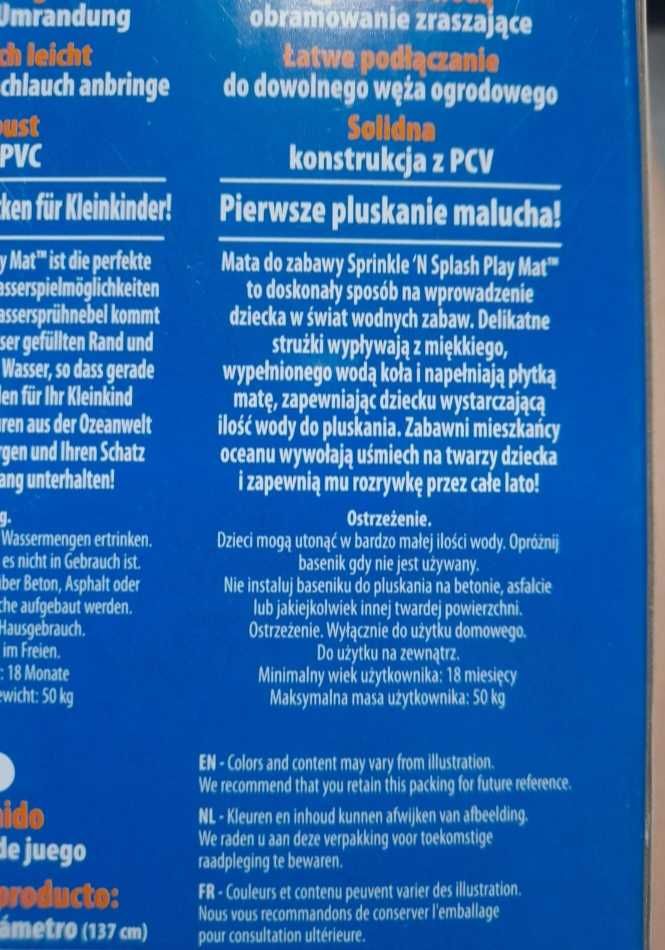 Umrandung
ch leicht
chlauch anbringe
PVC
ken für Kleinkinder!
y Mat™ ist die perfekte
asserspielmöglichkeiten
assersprühnebel kommt
ser gefüllten Rand und
Wasser, so dass gerade
en für Ihr Kleinkind
ren aus der Ozeanwelt
rgen und Ihren Schatz
ang unterhalten!
g.
Wassermengen ertrinken.
es nicht in Gebrauch ist.
ber Beton, Asphalt oder
che aufgebaut werden.
Hausgebrauch.
im Freien.
: 18 Monate
ewicht: 50 kg
nido
de juego
producto:
ámetro (137 cm)
obramowanie zraszające
Łatwe podłączanie
do dowolnego węża ogrodowego
Solidna
konstrukcja z PCV
Pierwsze pluskanie malucha!
Mata do zabawy Sprinkle 'N Splash Play Mat™
to doskonały sposób na wprowadzenie
dziecka w świat wodnych zabaw. Delikatne
strużki wypływają z miękkiego,
wypełnionego wodą koła i napełniają płytką
matę, zapewniając dziecku wystarczającą
ilość wody do pluskania. Zabawni mieszkańcy
oceanu wywołają uśmiech na twarzy dziecka
i zapewnią mu rozrywkę przez całe lato!
Ostrzeżenie.
Dzieci mogą utonąć w bardzo małej ilości wody. Opróżnij
basenik gdy nie jest używany.
Nie instaluj baseniku do pluskania na betonie, asfalcie
lub jakiejkolwiek innej twardej powierzchni.
Ostrzeżenie. Wyłącznie do użytku domowego.
Do użytku na zewnątrz.
Minimalny wiek użytkownika: 18 miesięcy
Maksymalna masa użytkownika: 50 kg
EN - Colors and content may vary from illustration.
We recommend that you retain this packing for future reference.
NL - Kleuren en inhoud kunnen afwijken van afbeelding.
We raden u aan deze verpakking voor toekomstige
raadpleging te bewaren.
FR - Couleurs et contenu peuvent varier des illustration.
Nous vous recommandons de conserver l'emballage
pour consultation ultérieure.